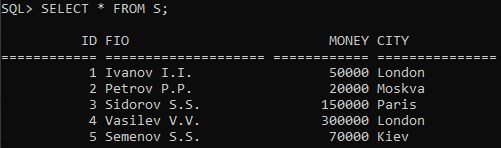 SQL> SELECT * FROM S;
ID FIO MONEY CITY
============ ==================== ============ ================
1 Ivanov I.I. 50000 London
2 Petrov P.P. 20000 Moskva
3 Sidorov S.S. 150000 Paris
4 Vasilev V.V. 300000 London
5 Semenov S.S. 70000 Kiev